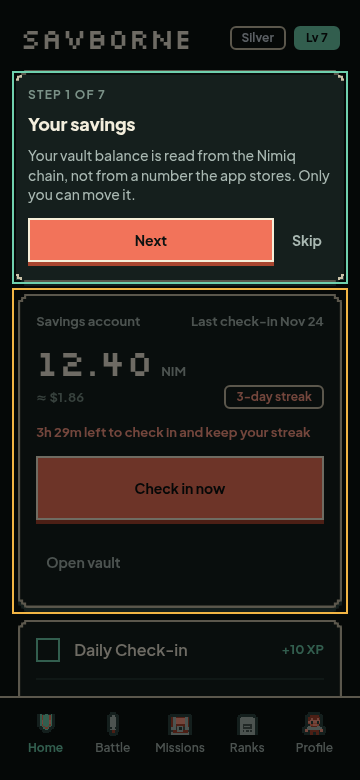 SAVBORNE
Silver
Lv 7
STEP 1 OF 7
Your savings
Your vault balance is read from the Nimiq
chain, not from a number the app stores. Only
you can move it.
Next
Skip
Savings account
Last check-in Nov 24
12.40 NIM
≈ $1.86
3-day streak
3h 29m left to check in and keep your streak
Check in now
Open vault
Daily Check-in
+10 XP
Home
Battle
Missions
Ranks
Profile